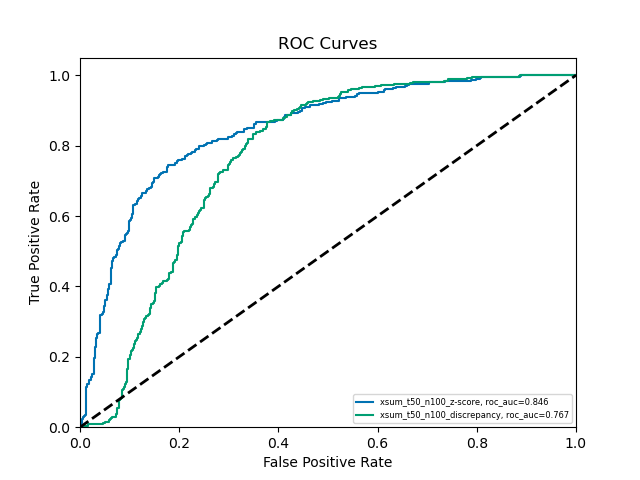 ROC Curves
True Positive Rate
1.0
0.8
0.6
0.4
0.2
0.0
0.0 0.2 0.4 0.6 0.8 1.0
False Positive Rate
xsum_t50_n100_z-score, roc_auc=0.846
xsum_t50_n100_discrepancy, roc_auc=0.767